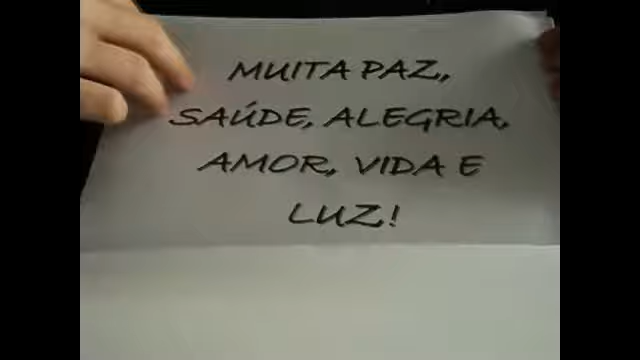 MUITA PAZ,
SAÚDE, ALEGRIA,
AMOR, VIDA E
LUZ!